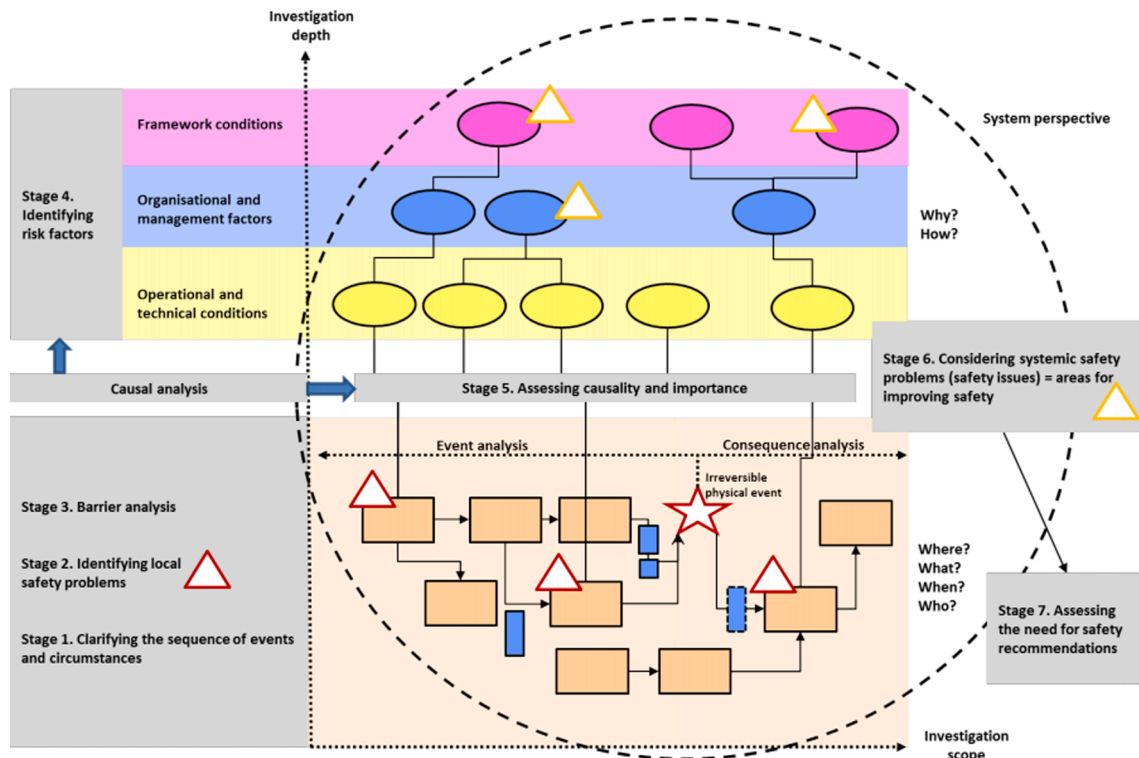 Investigation
depth
Framework conditions
System perspective
Stage 4.
Identifying
risk factors
Organisational and
management factors
Why?
How?
Operational and
technical conditions
Causal analysis
Stage 5. Assessing causality and importance
Stage 6. Considering systemic safety
problems (safety issues) = areas for
improving safety
Event analysis
Consequence analysis
Irreversible
physical event
Stage 3. Barrier analysis
Stage 2. Identifying local
safety problems
Stage 1. Clarifying the sequence of events
and circumstances
Where?
What?
When?
Who?
Stage 7. Assessing
the need for safety
recommendations
Investigation
scope